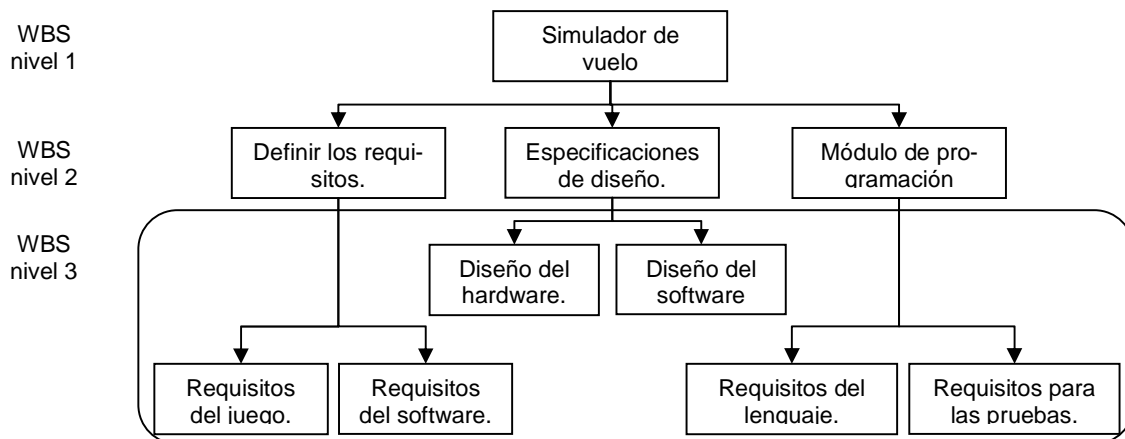 WBS
nivel 1
Simulador de
vuelo
WBS
nivel 2
Definir los requi-
sitos.
Especificaciones
de diseño.
Módulo de pro-
gramación
WBS
nivel 3
Diseño del
hardware.
Diseño del
software
Requisitos
del juego.
Requisitos
del software.
Requisitos del
lenguaje.
Requisitos para
las pruebas.